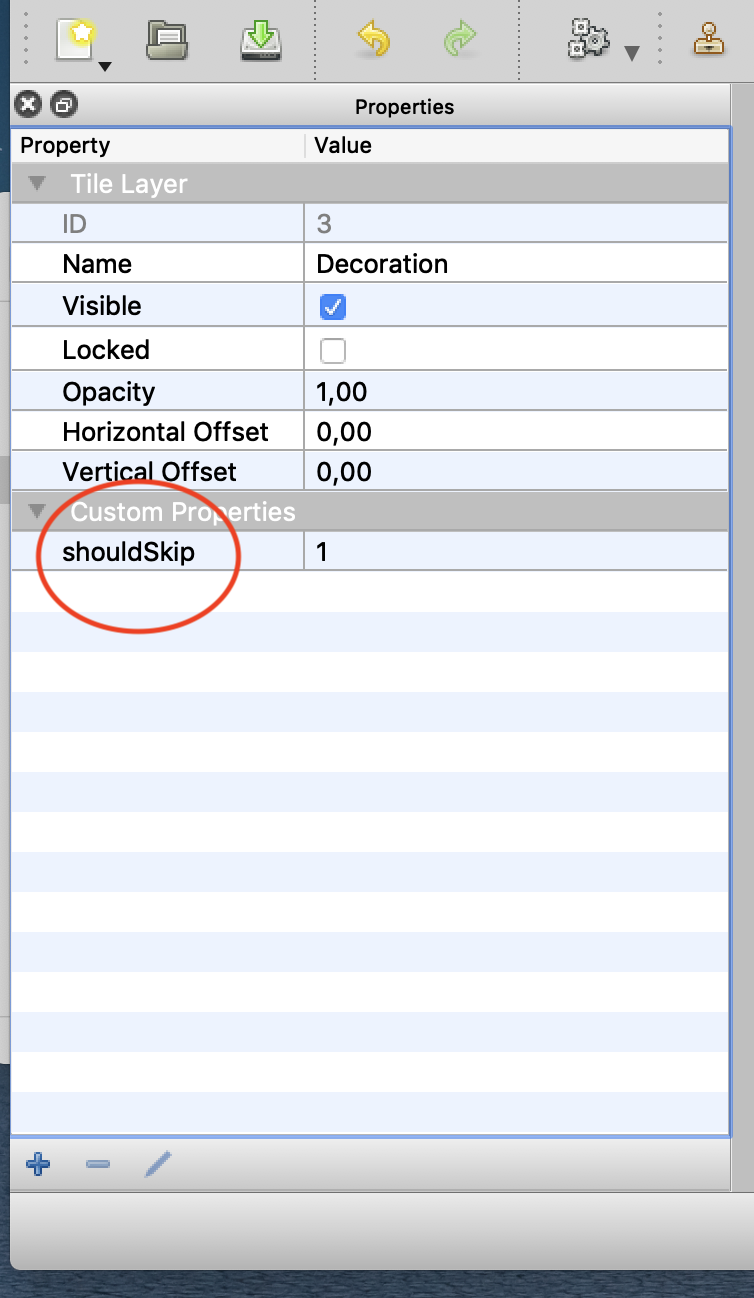 Properties
Property Value
Tile Layer
ID 3
Name Decoration
Visible
Locked
Opacity 1,00
Horizontal Offset 0,00
Vertical Offset 0,00
Custom Properties
shouldSkip 1